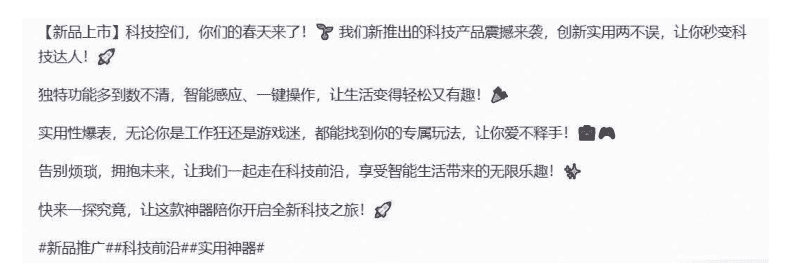 【新品上市】科技控们，你们的春天来了！🌱 我们新推出的科技产品震撼来袭，创新实用两不误，让你秒变科
技达人！🚀
独特功能多到数不清，智能感应、一键操作，让生活变得轻松又有趣！🎉
实用性爆表，无论你是工作狂还是游戏迷，都能找到你的专属玩法，让你爱不释手！💼🎮
告别烦琐，拥抱未来，让我们一起走在科技前沿，享受智能生活带来的无限乐趣！✨
快来一探究竟，让这款神器陪你开启全新科技之旅！🚀
#新品推广##科技前沿##实用神器#